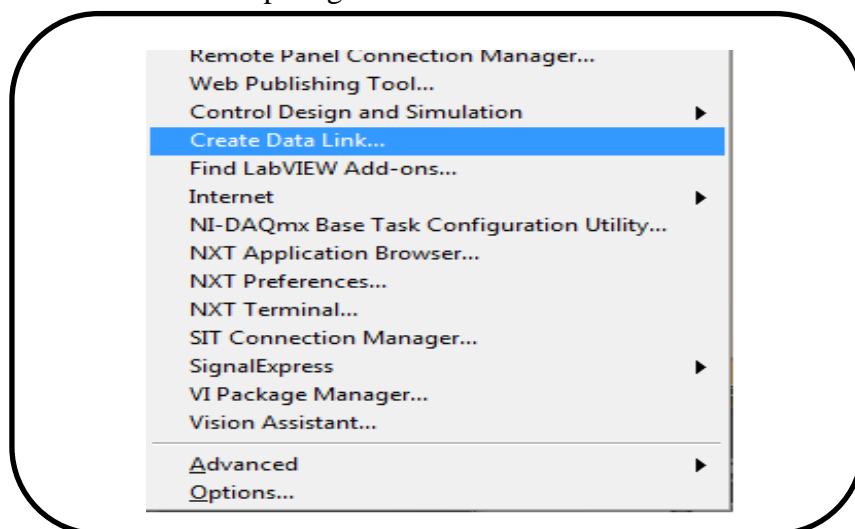 Remote Panel Connection Manager...
Web Publishing Tool...
Control Design and Simulation
Create Data Link...
Find LabVIEW Add-ons...
Internet
NI-DAQmx Base Task Configuration Utility...
NXT Application Browser...
NXT Preferences...
NXT Terminal...
SIT Connection Manager...
SignalExpress
VI Package Manager...
Vision Assistant...
Advanced
Options...